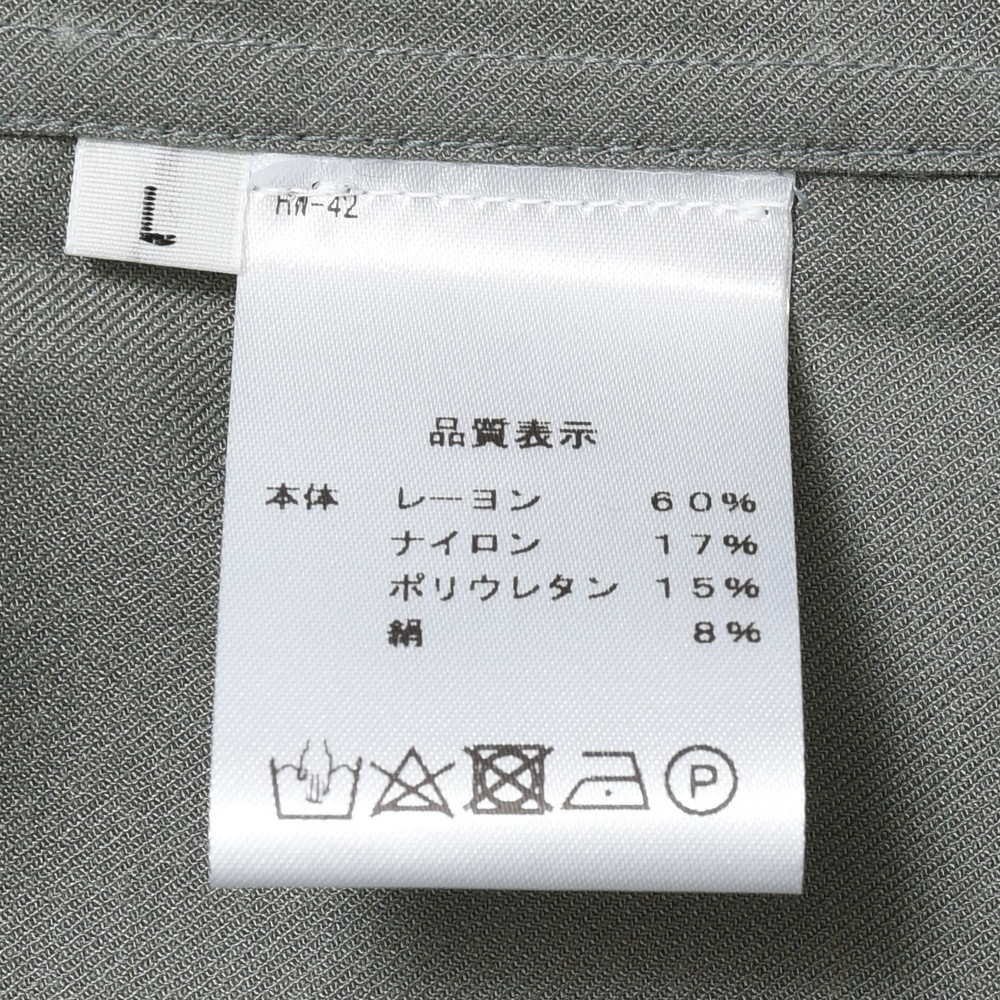 L
RW-42
品質表示
本体 レーヨン 60%
ナイロン 17%
ポリウレタン 15%
絹 8%
P